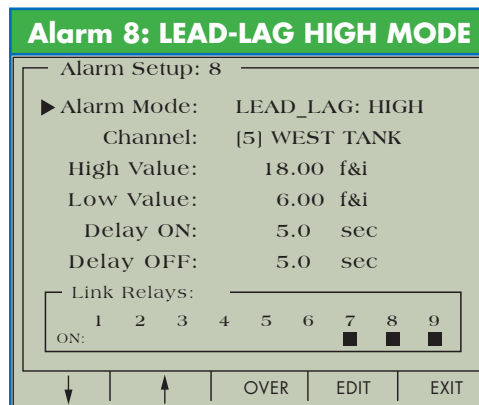 Alarm 8: LEAD-LAG HIGH MODE
Alarm Setup: 8
Alarm Mode: LEAD_LAG: HIGH
Channel: (5) WEST TANK
High Value: 18.00 f&i
Low Value: 6.00 f&i
Delay ON: 5.0 sec
Delay OFF: 5.0 sec
Link Relays:
1 2 3 4 5 6 7 8 9
ON:
OVER EDIT EXIT